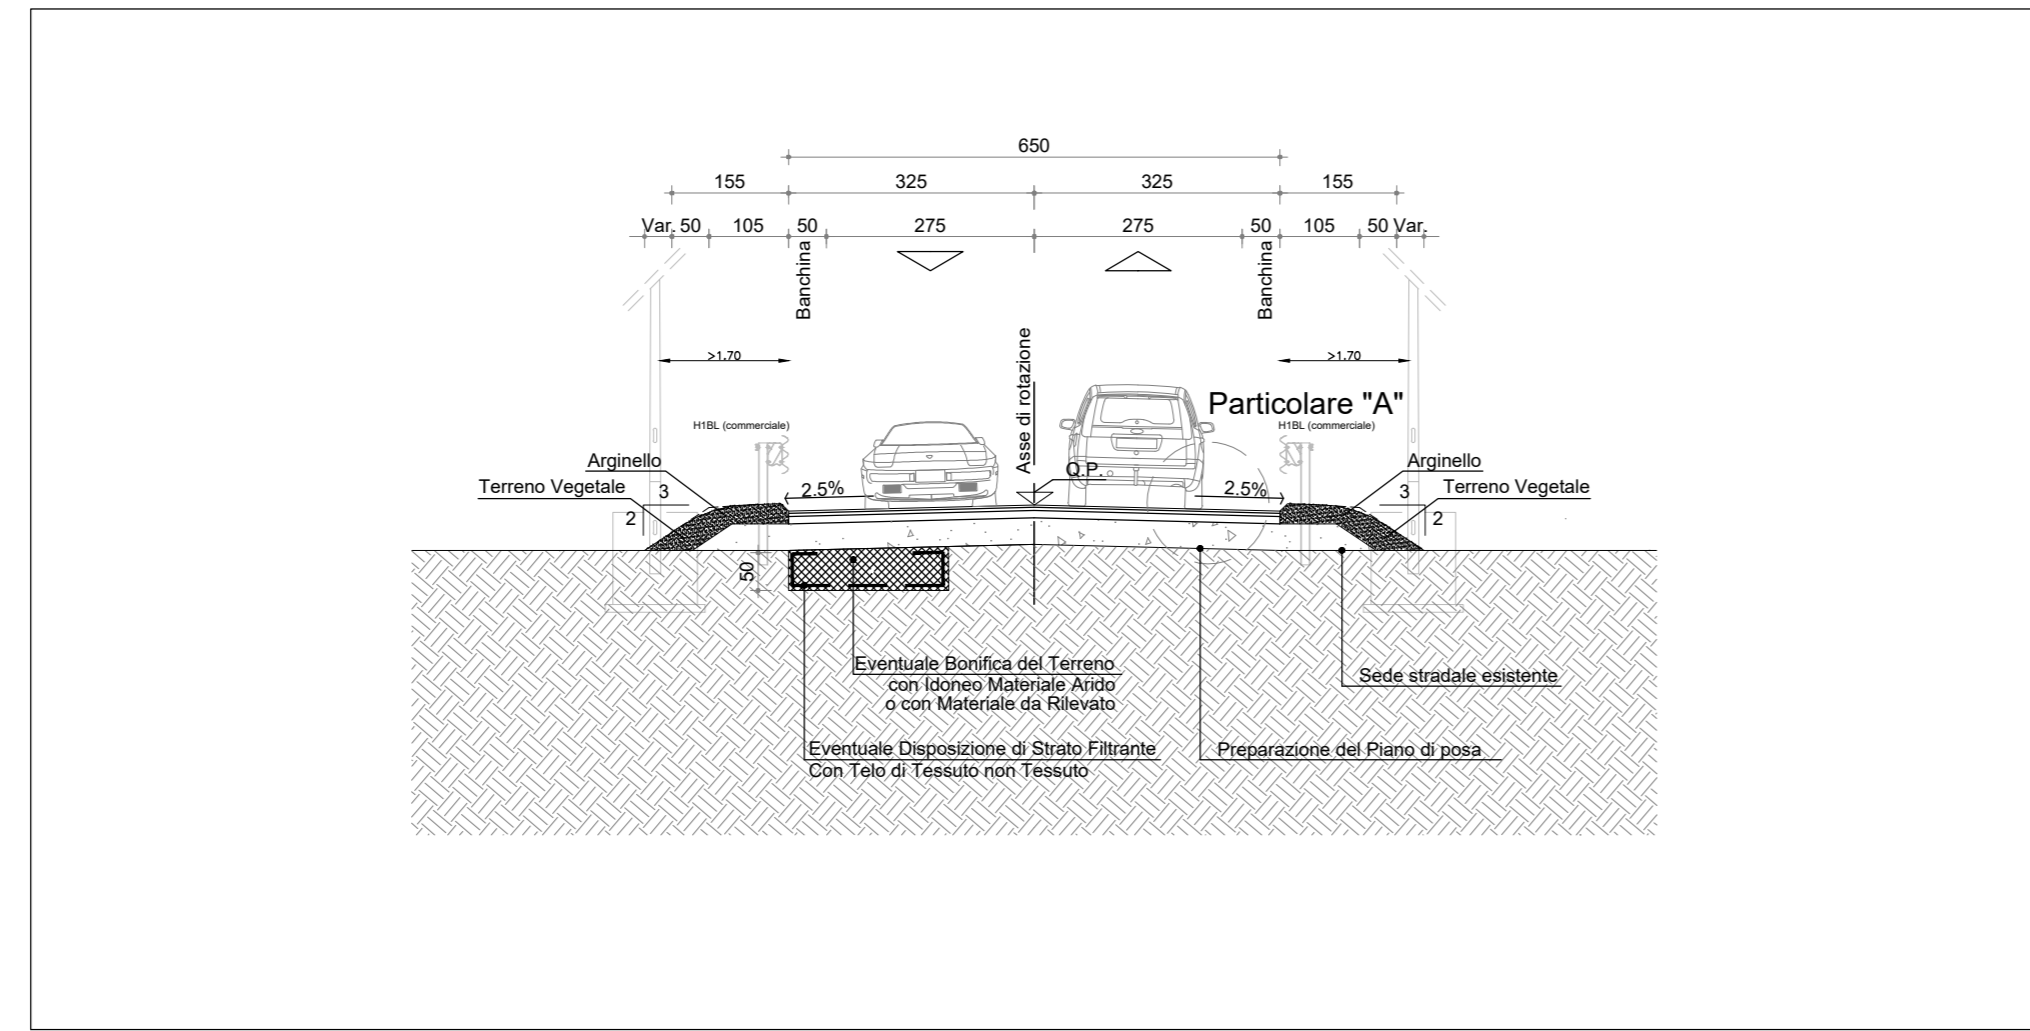 650
155 325 325 155
Var. 50 105 50 275 275 50 105 50 Var.
Banchina
Banchina
Asse di rotazione
>1.70
>1.70
Particolare "A"
H1BL (commerciale)
H1BL (commerciale)
Arginello
Arginello
Q.P.
Terreno Vegetale
Terreno Vegetale
3
2
2.5%
2.5%
3
2
50
Eventuale Bonifica del Terreno
con Idoneo Materiale Arido
o con Materiale da Rilevato
Sede stradale esistente
Eventuale Disposizione di Strato Filtrante
Con Telo di Tessuto non Tessuto
Preparazione del Piano di posa